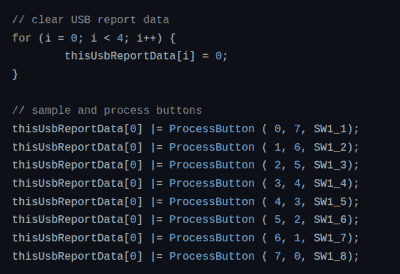 // clear USB report data
for (i = 0; i < 4; i++) {
        thisUsbReportData[i] = 0;
}

// sample and process buttons
thisUsbReportData[0] |= ProcessButton ( 0, 7, SW1_1);
thisUsbReportData[0] |= ProcessButton ( 1, 6, SW1_2);
thisUsbReportData[0] |= ProcessButton ( 2, 5, SW1_3);
thisUsbReportData[0] |= ProcessButton ( 3, 4, SW1_4);
thisUsbReportData[0] |= ProcessButton ( 4, 3, SW1_5);
thisUsbReportData[0] |= ProcessButton ( 5, 2, SW1_6);
thisUsbReportData[0] |= ProcessButton ( 6, 1, SW1_7);
thisUsbReportData[0] |= ProcessButton ( 7, 0, SW1_8);